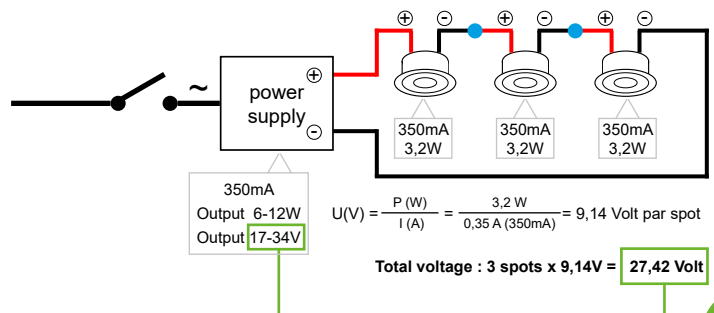 + - + - + -
~
power
supply
+
-
350mA
3,2W
350mA
3,2W
350mA
3,2W
350mA
Output 6-12W
Output 17-34V
U(V) = P (W) / I (A) = 3,2 W / 0,35 A (350mA) = 9,14 Volt par spot
Total voltage : 3 spots x 9,14V = 27,42 Volt